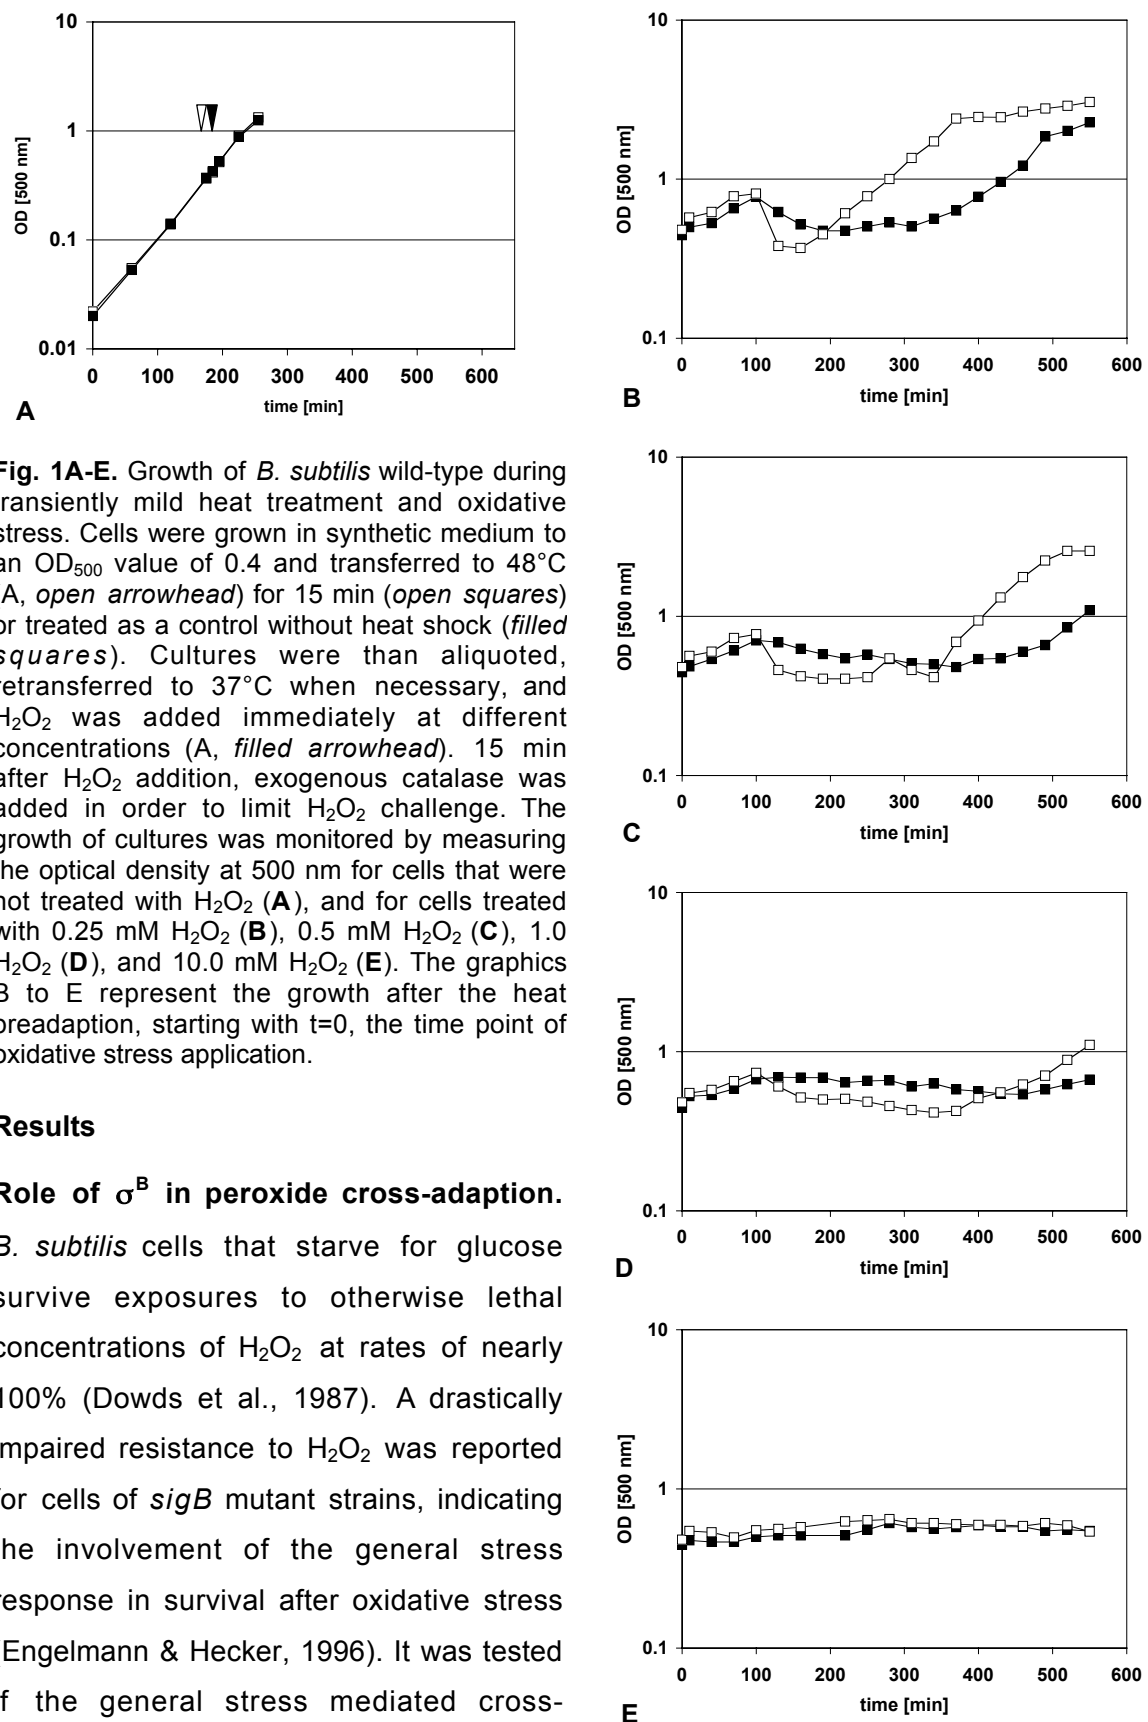 10
1
0.1
0.01
OD [500 nm]
0 100 200 300 400 500 600
time [min]
A
10
1
0.1
OD [500 nm]
0 100 200 300 400 500 600
time [min]
B
Fig. 1A-E. Growth of B. subtilis wild-type during
transiently mild heat treatment and oxidative
stress. Cells were grown in synthetic medium to
an OD₅₀₀ value of 0.4 and transferred to 48°C
(A, open arrowhead) for 15 min (open squares)
or treated as a control without heat shock (filled
squares). Cultures were than aliquoted,
retransferred to 37°C when necessary, and
H₂O₂ was added immediately at different
concentrations (A, filled arrowhead). 15 min
after H₂O₂ addition, exogenous catalase was
added in order to limit H₂O₂ challenge. The
growth of cultures was monitored by measuring
the optical density at 500 nm for cells that were
not treated with H₂O₂ (A), and for cells treated
with 0.25 mM H₂O₂ (B), 0.5 mM H₂O₂ (C), 1.0
H₂O₂ (D), and 10.0 mM H₂O₂ (E). The graphics
B to E represent the growth after the heat
preadaption, starting with t=0, the time point of
oxidative stress application.
Results
Role of σᴮ in peroxide cross-adaption.
B. subtilis cells that starve for glucose
survive exposures to otherwise lethal
concentrations of H₂O₂ at rates of nearly
100% (Dowds et al., 1987). A drastically
impaired resistance to H₂O₂ was reported
for cells of sigB mutant strains, indicating
the involvement of the general stress
response in survival after oxidative stress
(Engelmann & Hecker, 1996). It was tested
if the general stress mediated cross-
10
1
0.1
OD [500 nm]
0 100 200 300 400 500 600
time [min]
C
10
1
0.1
OD [500 nm]
0 100 200 300 400 500 600
time [min]
D
10
1
0.1
OD [500 nm]
0 100 200 300 400 500 600
time [min]
E